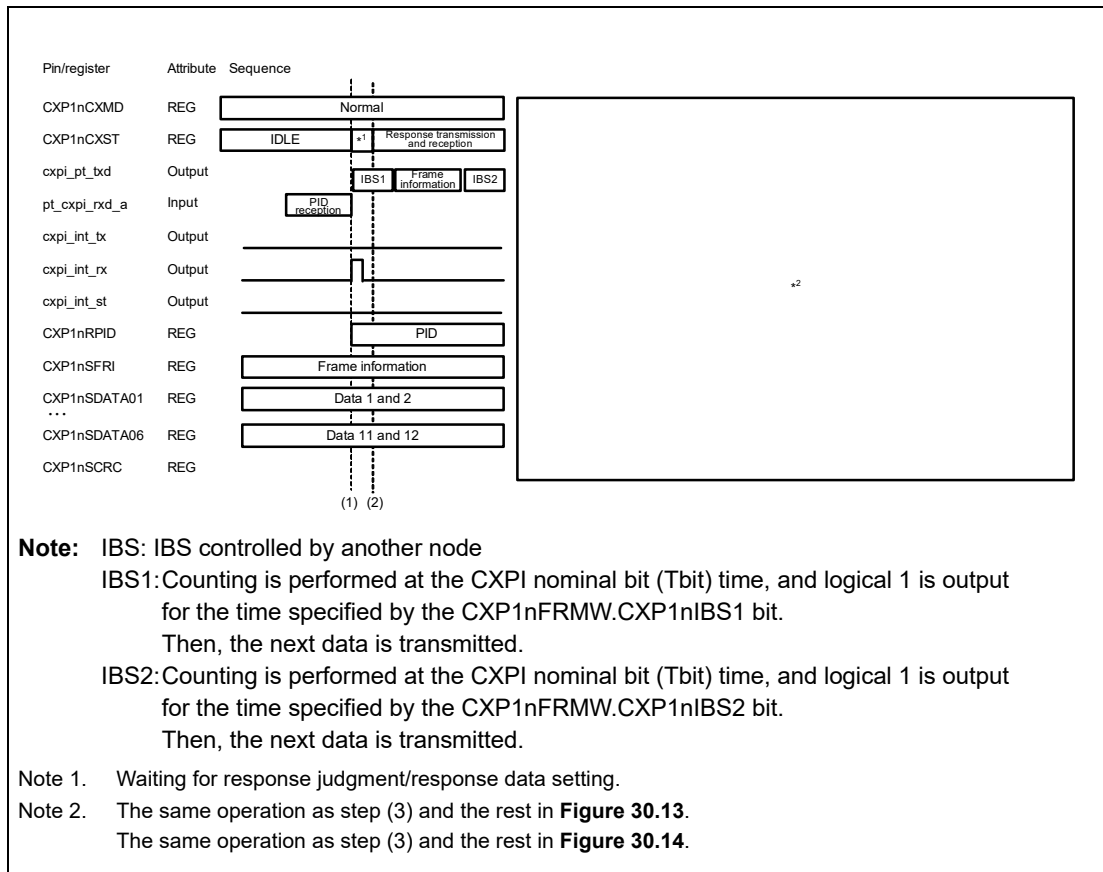 Pin/register Attribute Sequence
CXP1nCXMD REG Normal
CXP1nCXST REG IDLE *1 Response transmission
and reception
cxpi_pt_txd Output IBS1 Frame
information IBS2
pt_cxpi_rxd_a Input PID
reception
cxpi_int_tx Output
cxpi_int_rx Output
*2
cxpi_int_st Output
CXP1nRPID REG PID
CXP1nSFRI REG Frame information
CXP1nSDATA01 REG Data 1 and 2
...
CXP1nSDATA06 REG Data 11 and 12
CXP1nSCRC REG
(1) (2)
Note: IBS: IBS controlled by another node
IBS1:Counting is performed at the CXPI nominal bit (Tbit) time, and logical 1 is output
for the time specified by the CXP1nFRMW.CXP1nIBS1 bit.
Then, the next data is transmitted.
IBS2:Counting is performed at the CXPI nominal bit (Tbit) time, and logical 1 is output
for the time specified by the CXP1nFRMW.CXP1nIBS2 bit.
Then, the next data is transmitted.
Note 1. Waiting for response judgment/response data setting.
Note 2. The same operation as step (3) and the rest in Figure 30.13.
The same operation as step (3) and the rest in Figure 30.14.